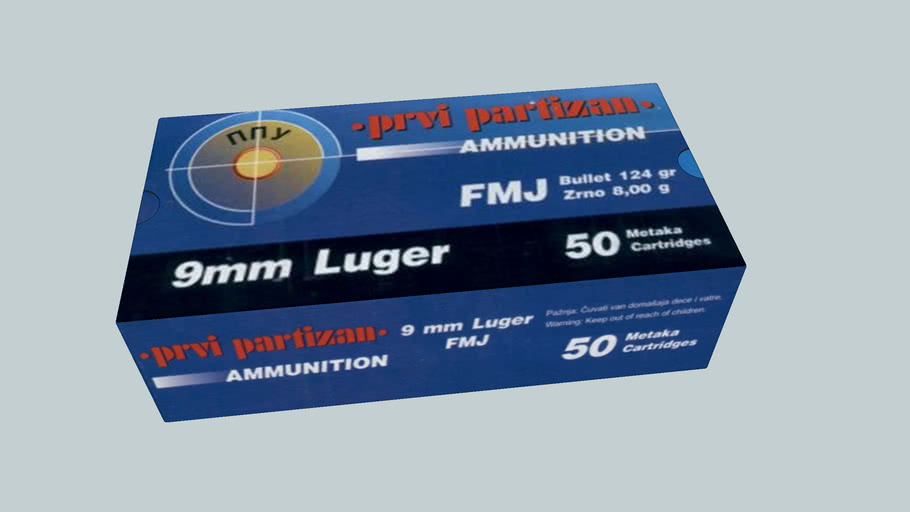 ППУ
•prvi partizan•
AMMUNITION
FMJ
Bullet 124 gr
Zrno 8,00 g
9mm Luger
50
Metaka
Cartridges
•prvi partizan•
AMMUNITION
9 mm Luger
FMJ
Pažnja: Čuvati van domašaja dece i vatre.
Warning: Keep out of reach of children.
50
Metaka
Cartridges